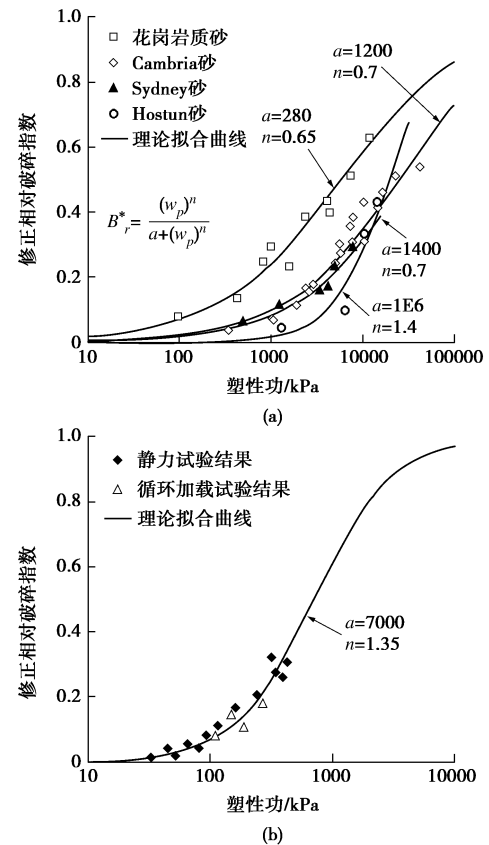 1.0
0.8
0.6
0.4
0.2
0
修正相对破碎指数
花岗岩质砂
Cambria砂
Sydney砂
Hostun砂
理论拟合曲线
B*r = (wp)^n / a+(wp)^n
a=1200
n=0.7
a=280
n=0.65
a=1400
n=0.7
a=1E6
n=1.4
10 100 1000 10000 100000
塑性功/kPa
(a)
1.0
0.8
0.6
0.4
0.2
0
修正相对破碎指数
静力试验结果
循环加载试验结果
理论拟合曲线
a=7000
n=1.35
10 100 1000 10000
塑性功/kPa
(b)